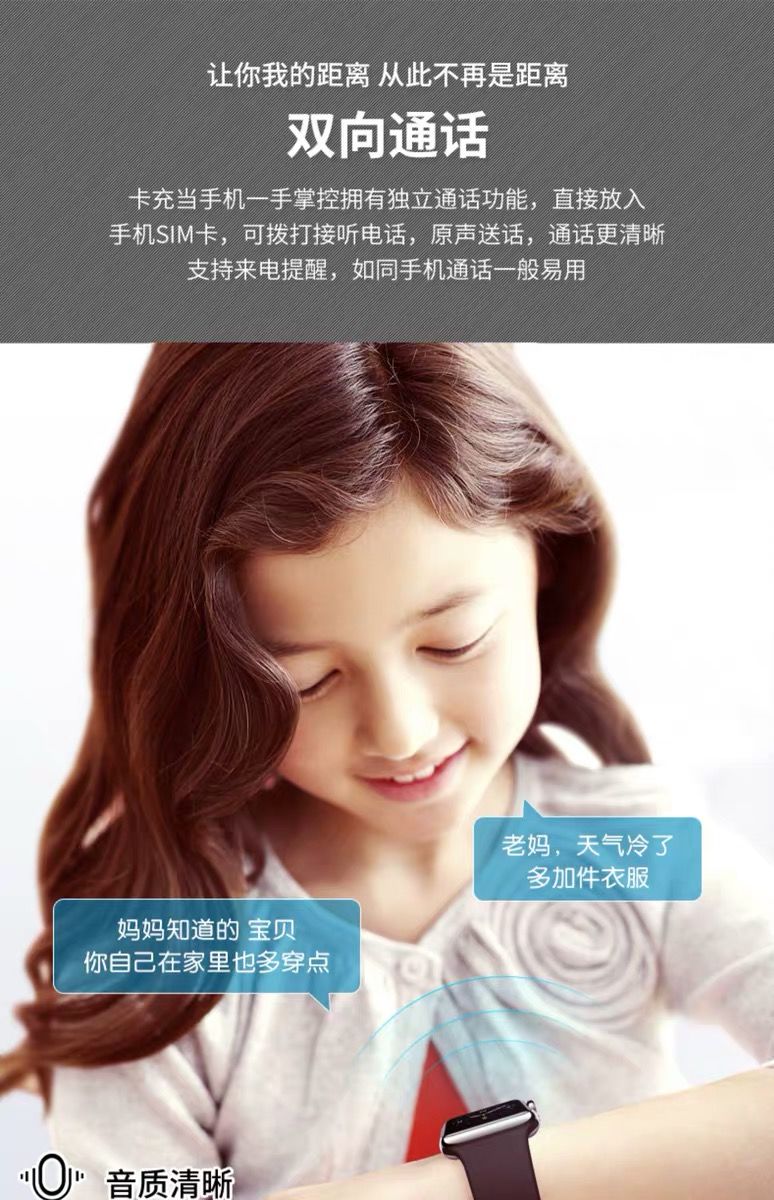 让你我的距离 从此不再是距离
双向通话
卡充当手机一手掌控拥有独立通话功能，直接放入
手机SIM卡，可拨打接听电话，原声送话，通话更清晰
支持来电提醒，如同手机通话一般易用
老妈，天气冷了
多加件衣服
妈妈知道的 宝贝
你自己在家里也多穿点
音质清晰